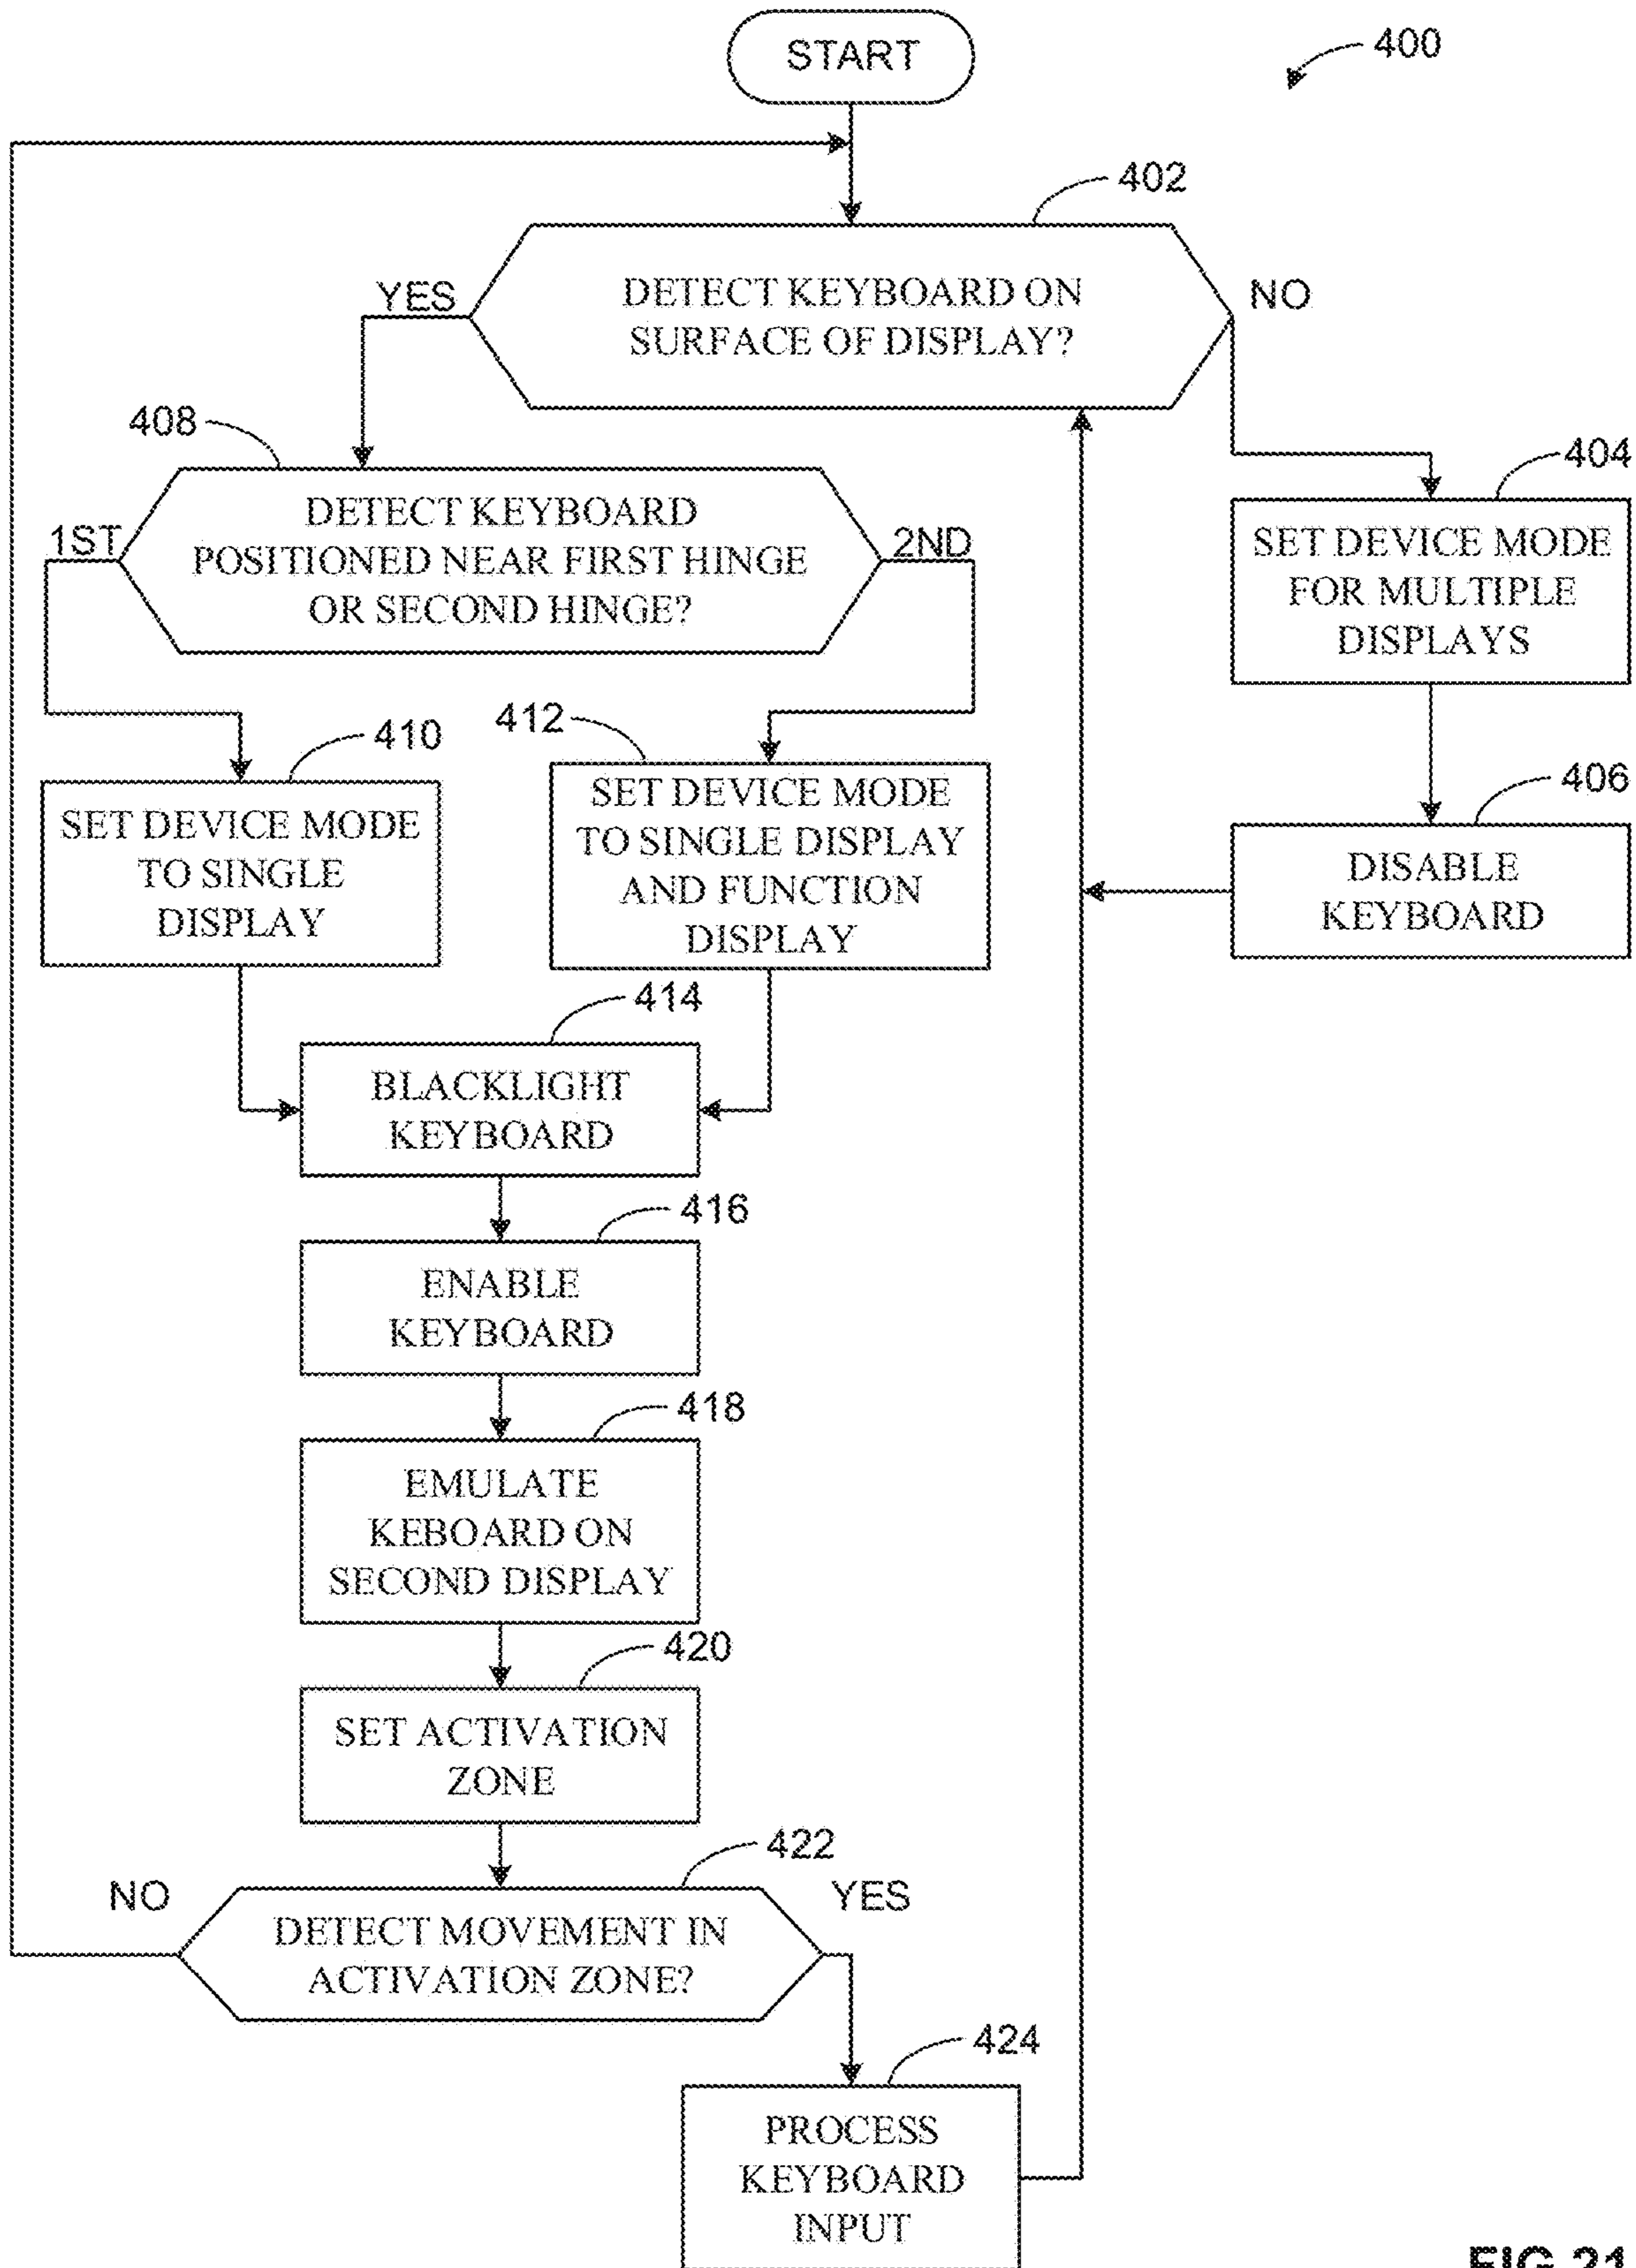 START
400
402
DETECT KEYBOARD ON
SURFACE OF DISPLAY?
YES
NO
408
DETECT KEYBOARD
POSITIONED NEAR FIRST HINGE
OR SECOND HINGE?
1ST
2ND
404
SET DEVICE MODE
FOR MULTIPLE
DISPLAYS
410
SET DEVICE MODE
TO SINGLE
DISPLAY
412
SET DEVICE MODE
TO SINGLE DISPLAY
AND FUNCTION
DISPLAY
406
DISABLE
KEYBOARD
414
BLACKLIGHT
KEYBOARD
416
ENABLE
KEYBOARD
418
EMULATE
KEBOARD ON
SECOND DISPLAY
420
SET ACTIVATION
ZONE
422
NO
YES
DETECT MOVEMENT IN
ACTIVATION ZONE?
424
PROCESS
KEYBOARD
INPUT
FIG 21